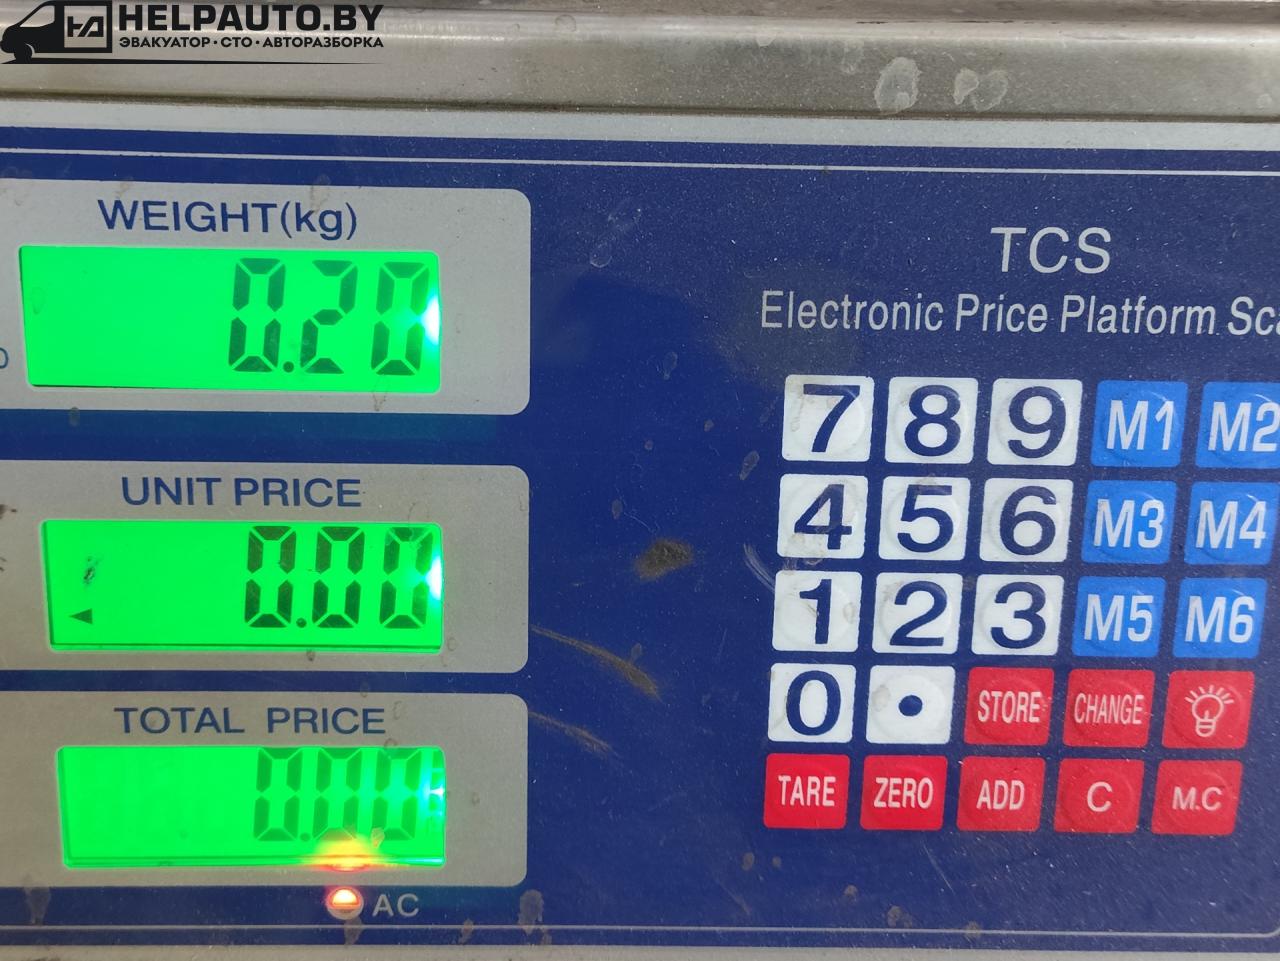 HELPAUTO.BY
ЭВАКУАТОР·СТО·АВТОРАЗБОРКА
WEIGHT(kg)
0.20
UNIT PRICE
0.00
TOTAL PRICE
0.00
AC
TCS
Electronic Price Platform
7 8 9 M1 M2
4 5 6 M3 M4
1 2 3 M5 M6
0 . STORE CHANGE
TARE ZERO ADD C M.C